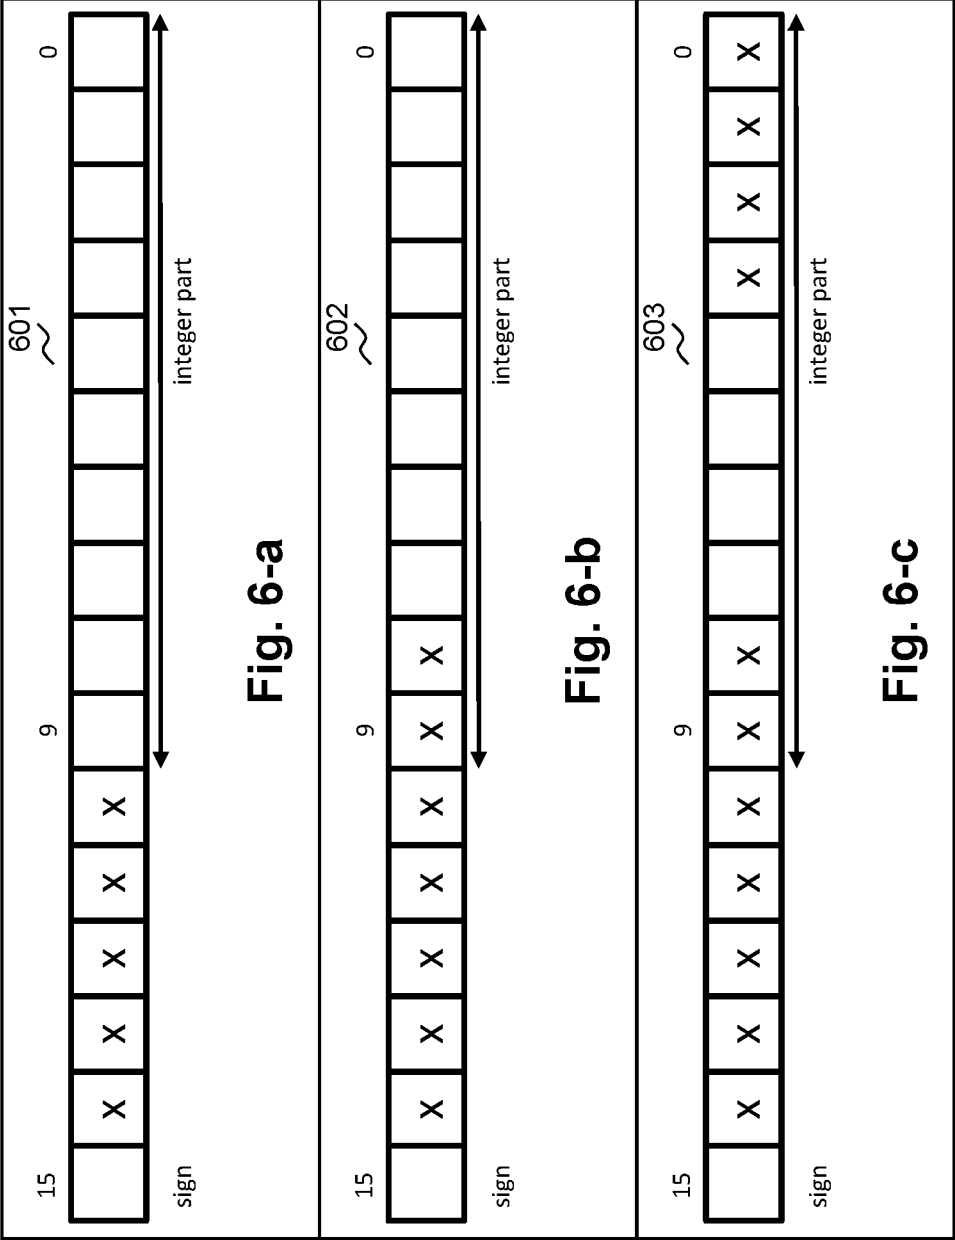 601
15 9 0
X X X X X
sign integer part
Fig. 6-a
602
15 9 0
X X X X X X X
sign integer part
Fig. 6-b
603
15 9 0
X X X X X X X X X X X
sign integer part
Fig. 6-c